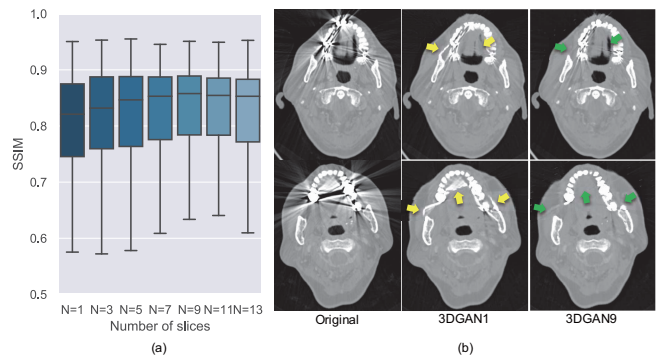 (a)
(b)
1.0
0.9
0.8
0.7
0.6
0.5
SSIM
N=1 N=3 N=5 N=7 N=9 N=11 N=13
Number of slices
Original
3DGAN1
3DGAN9
(a)
(b)